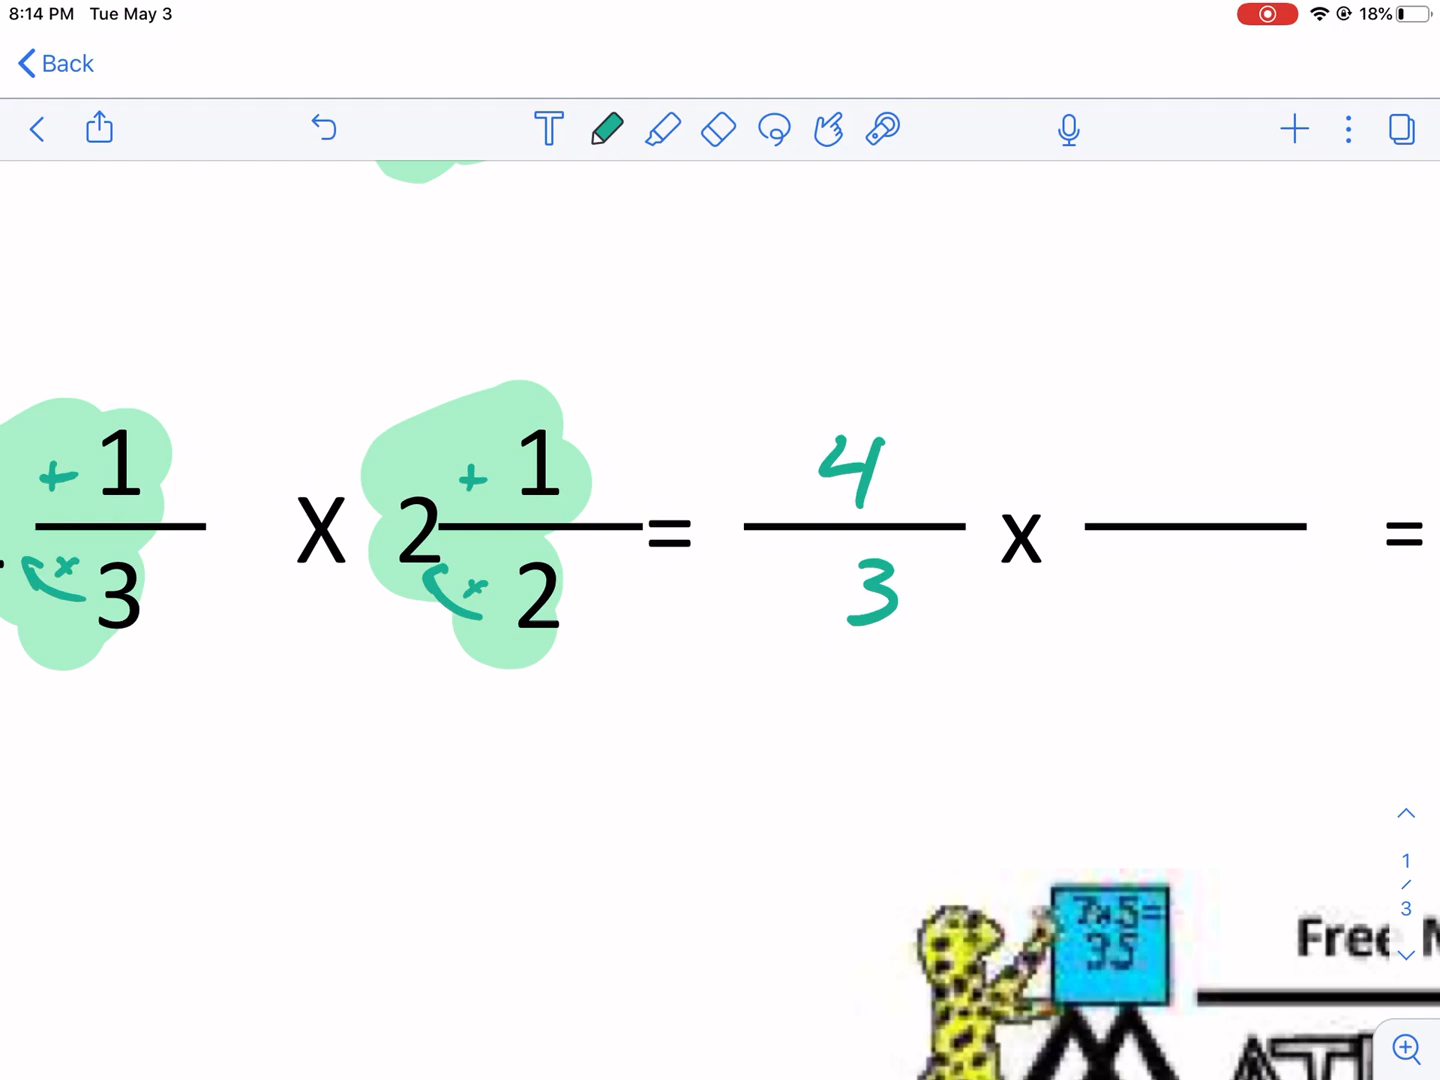 8:14 PM Tue May 3
18%
Back
T
+ 1 + 1 4
X 2 = x =
x 3 x 2 3
1
/
3
7x5=
35
Free